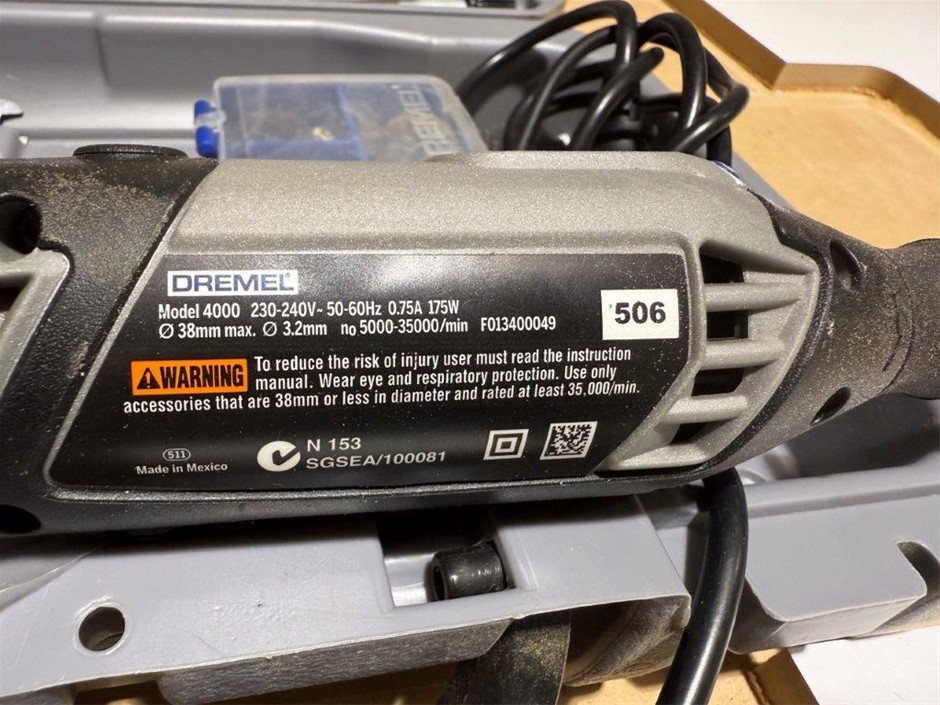 DREMEL
DREMEL
Model 4000 230-240V~ 50-60Hz 0.75A 175W
Ø 38mm max. Ø 3.2mm no 5000-35000/min F013400049
506
⚠WARNING To reduce the risk of injury user must read the instruction
manual. Wear eye and respiratory protection. Use only
accessories that are 38mm or less in diameter and rated at least 35,000/min.
511
Made in Mexico
N 153
SGSEA/100081